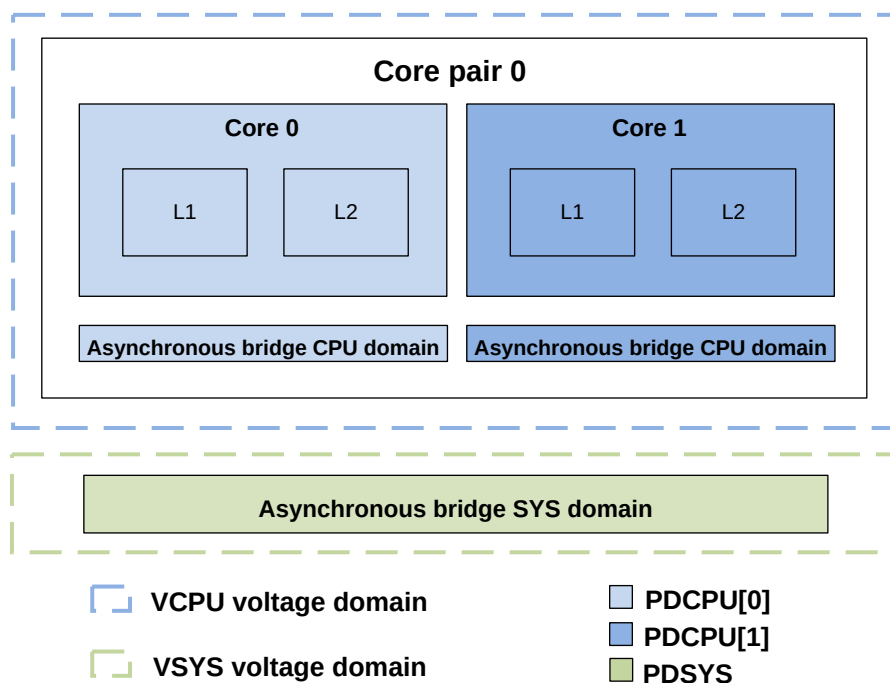 Core pair 0
Core 0
Core 1
L1
L2
L1
L2
Asynchronous bridge CPU domain
Asynchronous bridge CPU domain
Asynchronous bridge SYS domain
VCPU voltage domain
VSYS voltage domain
PDCPU[0]
PDCPU[1]
PDSYS